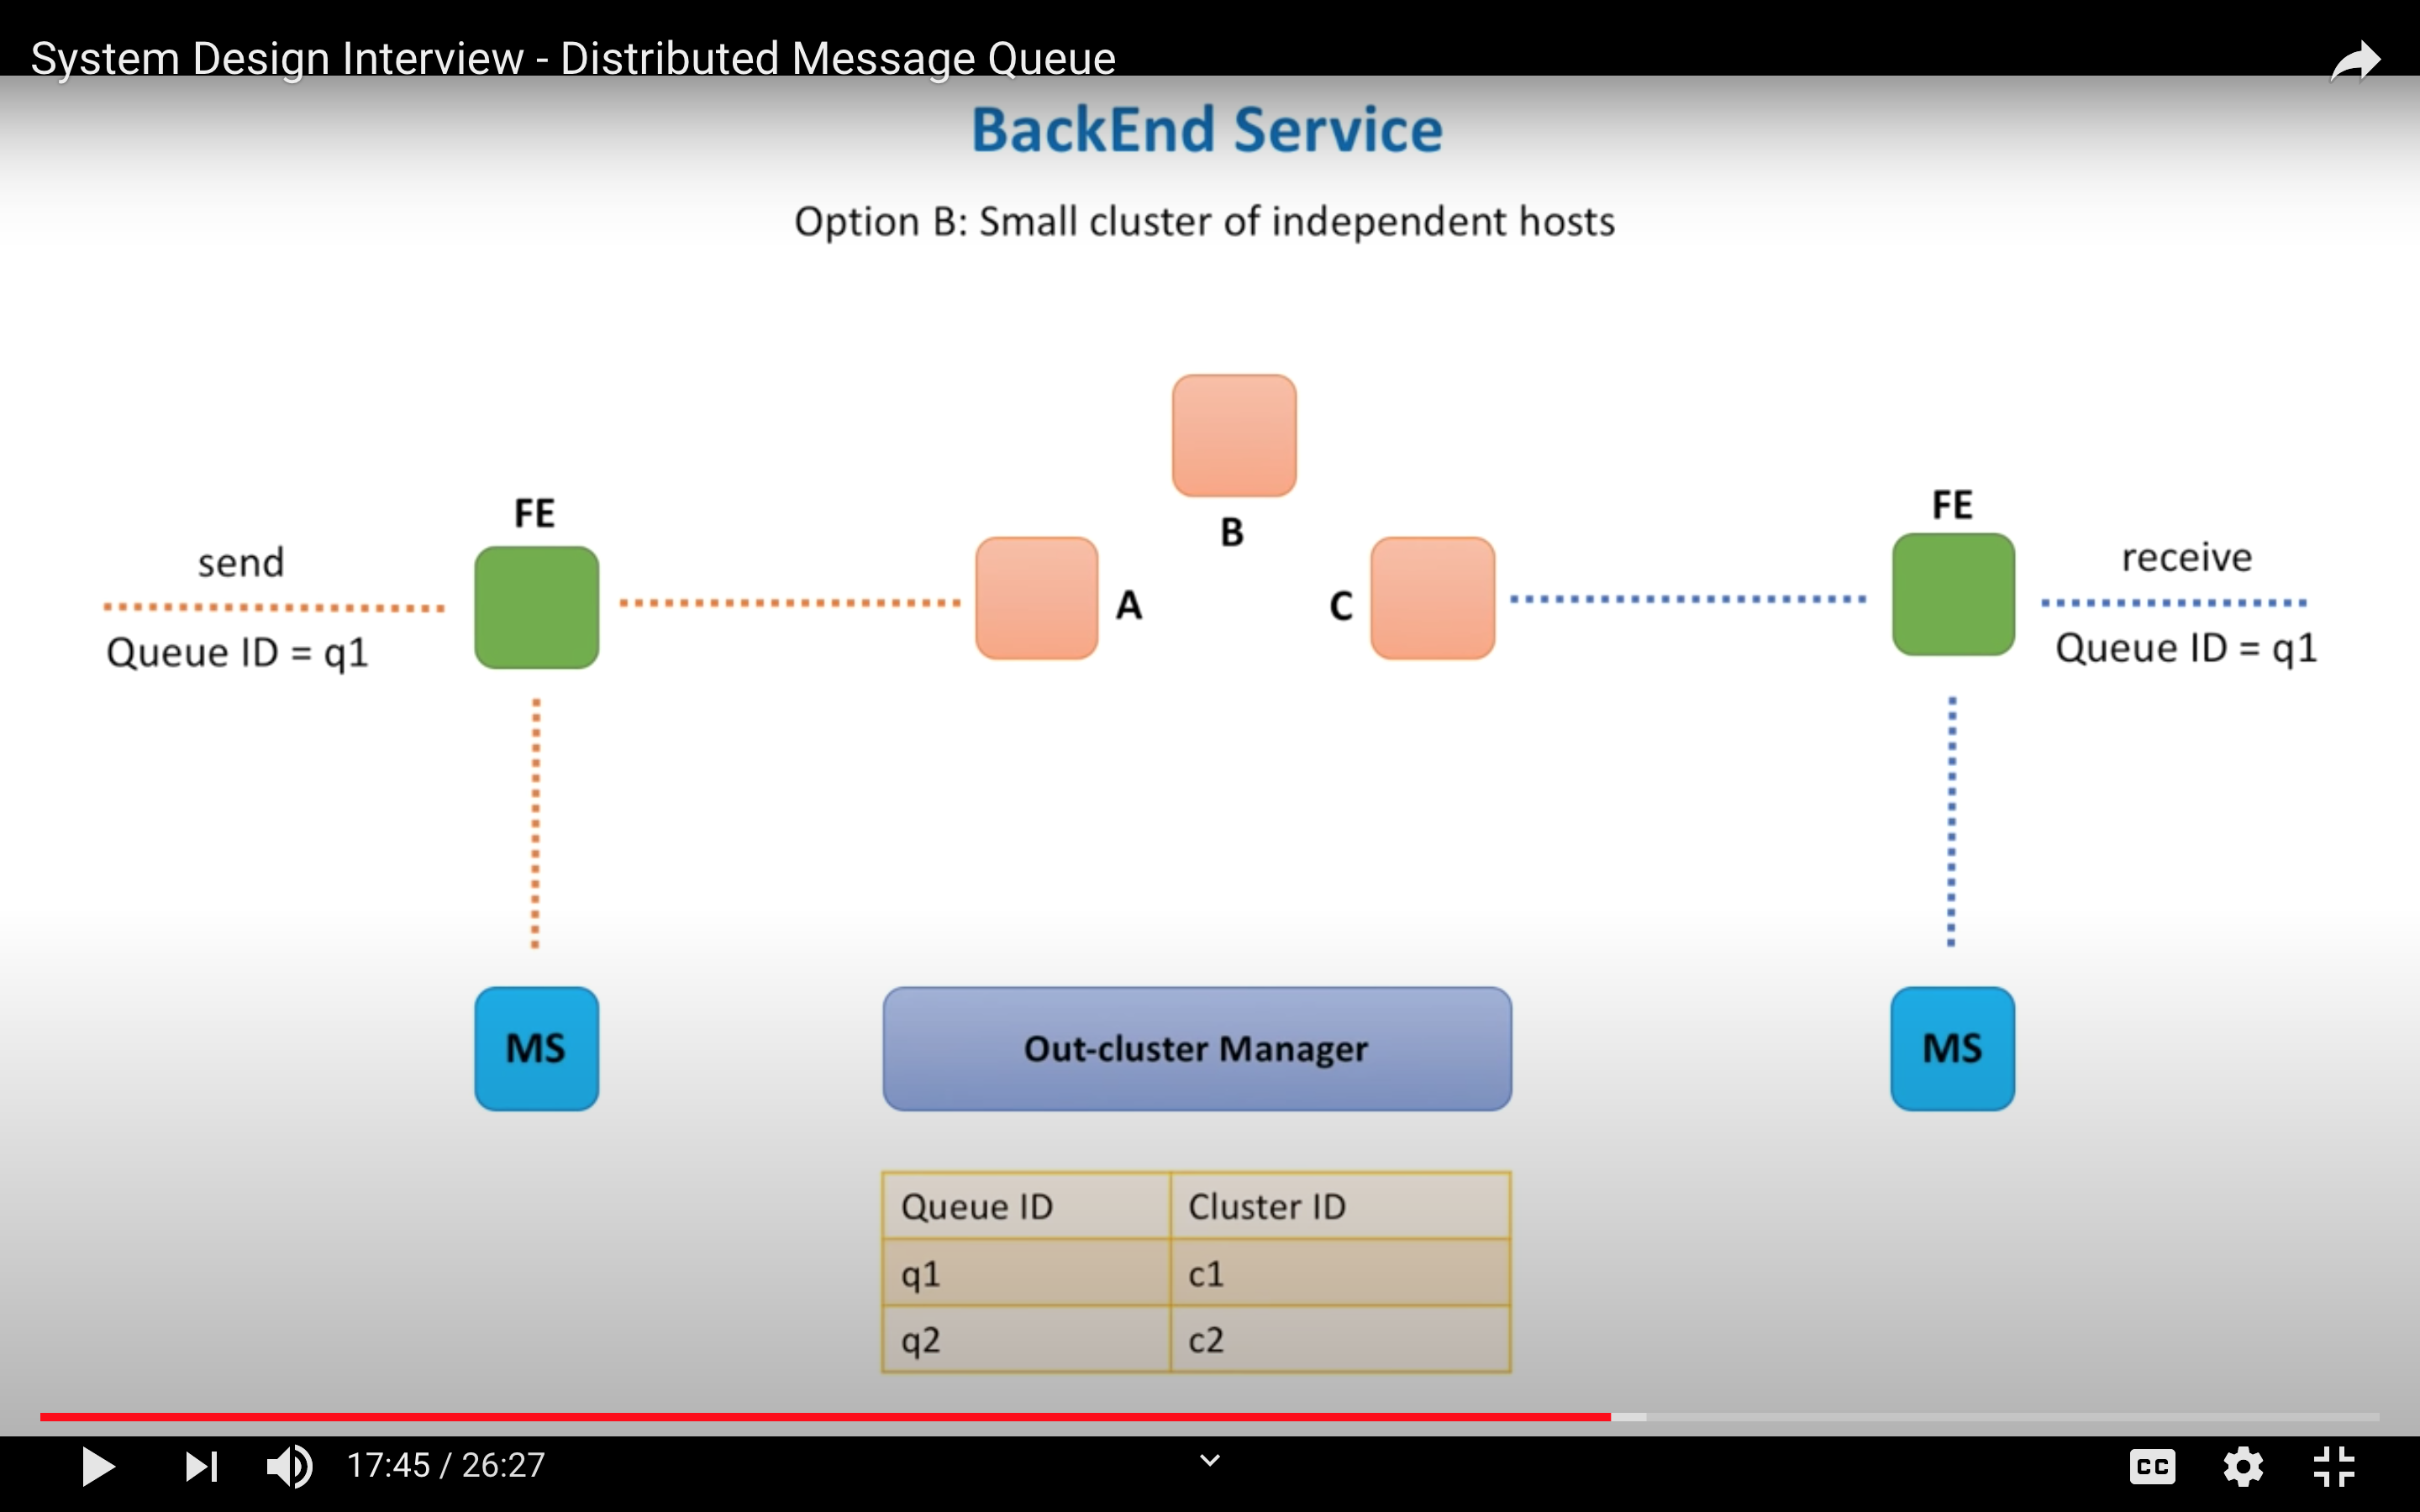 System Design Interview - Distributed Message Queue
BackEnd Service
Option B: Small cluster of independent hosts
FE
send
Queue ID = q1
A
B
C
FE
receive
Queue ID = q1
MS
Out-cluster Manager
MS
Queue ID Cluster ID
q1 c1
q2 c2
17:45 / 26:27
CC